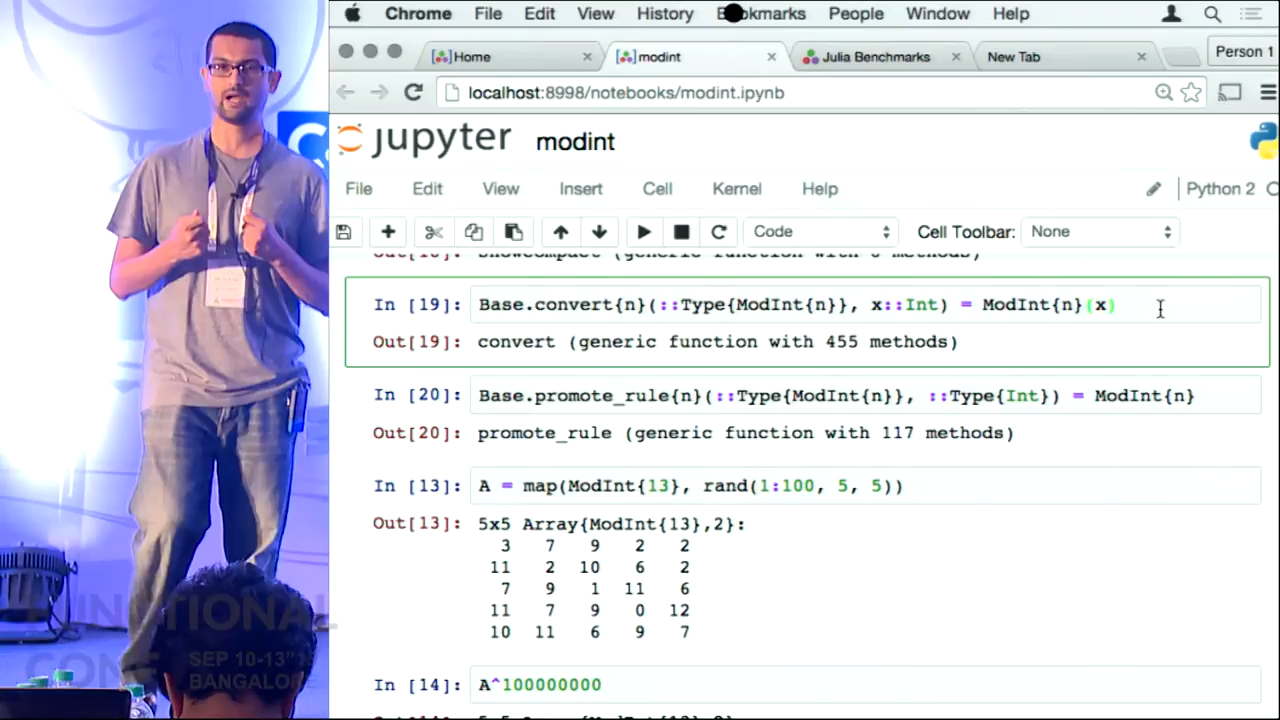 Chrome File Edit View History People Window Help
Home modint Julia Benchmarks New Tab Person 1
localhost:8998/notebooks/modint.ipynb
jupyter modint
File Edit View Insert Cell Kernel Help Python 2
Code Cell Toolbar: None
In [19]: Base.convert{n}(::Type{ModInt{n}}, x::Int) = ModInt{n}(x)
Out[19]: convert (generic function with 455 methods)
In [20]: Base.promote_rule{n}(::Type{ModInt{n}}, ::Type{Int}) = ModInt{n}
Out[20]: promote_rule (generic function with 117 methods)
In [13]: A = map(ModInt{13}, rand(1:100, 5, 5))
Out[13]: 5x5 Array{ModInt{13},2}:
3 7 9 2 2
11 2 10 6 2
7 9 1 11 6
11 7 9 0 12
10 11 6 9 7
In [14]: A^100000000
FUNCTIONAL
CONF SEP 10-13
BANGALORE